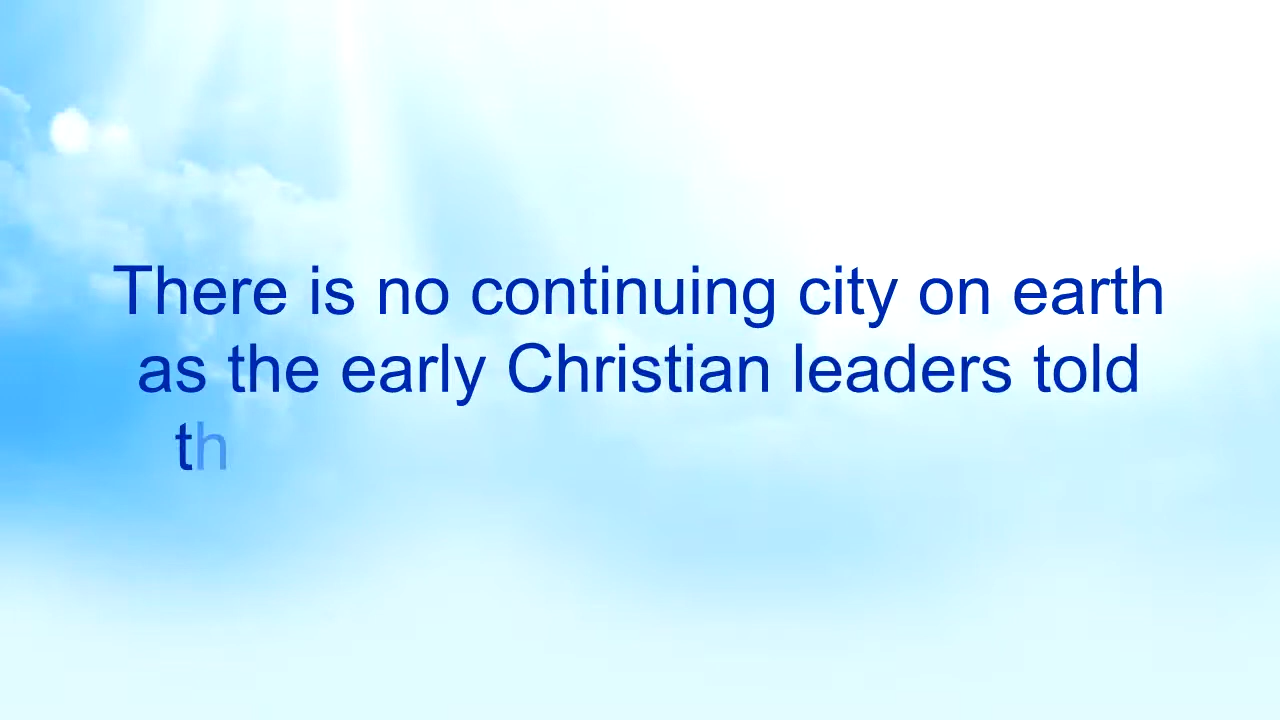 There is no continuing city on earth
as the early Christian leaders told
th